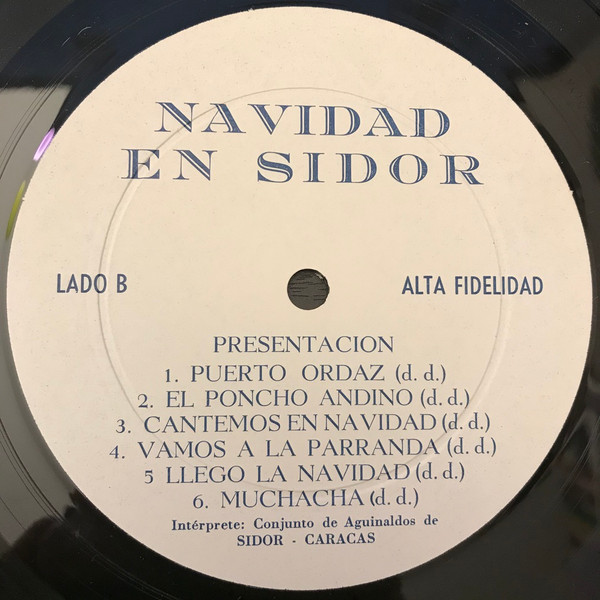 NAVIDAD
EN SIDOR
LADO B
ALTA FIDELIDAD
PRESENTACION
1. PUERTO ORDAZ (d. d.)
2. EL PONCHO ANDINO (d. d.)
3. CANTEMOS EN NAVIDAD (d. d.)
4. VAMOS A LA PARRANDA (d. d.)
5 LLEGO LA NAVIDAD (d. d.)
6. MUCHACHA (d. d.)
Intérprete: Conjunto de Aguinaldos de
SIDOR - CARACAS